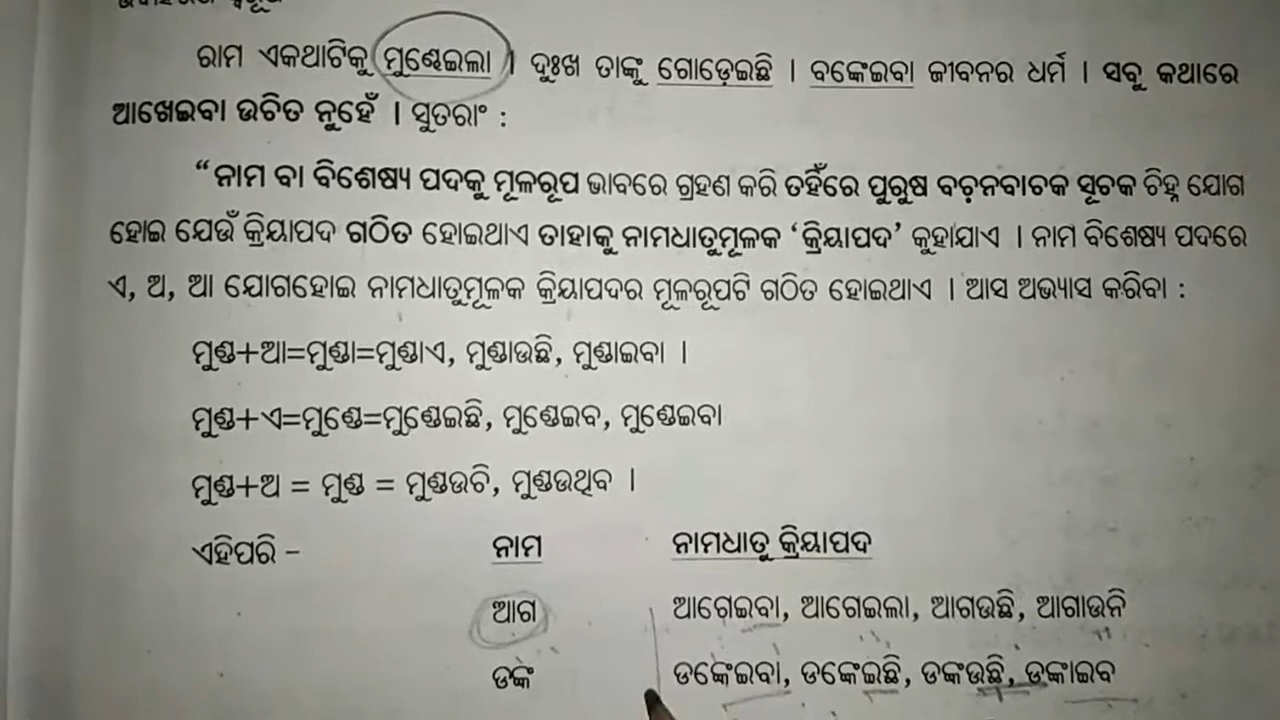 ରାମ ଏକଥାଟିକୁ ମୁଣ୍ଡେଇଲା । ଦୁଃଖ ତାଙ୍କୁ ଗୋଡ଼େଇଛି । ବଙ୍କେଇବା ଜୀବନର ଧର୍ମ । ସବୁ କଥାରେ
ଆଖେଇବା ଉଚିତ ନୁହେଁ । ସୁତରାଂ :
“ନାମ ବା ବିଶେଷ୍ୟ ପଦକୁ ମୂଳରୂପ ଭାବରେ ଗ୍ରହଣ କରି ତହିଁରେ ପୁରୁଷ ବଚ଼ନବାଚକ ସୂଚକ ଚିହ୍ନ ଯୋଗ
ହୋଇ ଯେଉଁ କ୍ରିୟାପଦ ଗଠିତ ହୋଇଥାଏ ତାହାକୁ ନାମଧାତୁମୂଳକ ‘କ୍ରିୟାପଦ’ କୁହାଯାଏ । ନାମ ବିଶେଷ୍ୟ ପଦରେ
ଏ, ଅ, ଆ ଯୋଗହୋଇ ନାମଧାତୁମୂଳକ କ୍ରିୟାପଦର ମୂଳରୂପଟି ଗଠିତ ହୋଇଥାଏ । ଆସ ଅଭ୍ୟାସ କରିବା :
ମୁଣ୍ଡ+ଆ=ମୁଣ୍ଡା=ମୁଣ୍ଡାଏ, ମୁଣ୍ଡାଉଛି, ମୁଣ୍ଡାଇବା ।
ମୁଣ୍ଡ+ଏ=ମୁଣ୍ଡେ=ମୁଣ୍ଡେଇଛି, ମୁଣ୍ଡେଇବ, ମୁଣ୍ଡେଇବା
ମୁଣ୍ଡ+ଅ = ମୁଣ୍ଡ = ମୁଣ୍ଡଉଚି, ମୁଣ୍ଡଉଥିବ ।
ଏହିପରି – ନାମ ନାମଧାତୁ କ୍ରିୟାପଦ
ଆଗ ଆଗେଇବା, ଆଗେଇଲା, ଆଗଉଛି, ଆଗାଉନି
ଡଙ୍କ ଡଙ୍କେଇବା, ଡଙ୍କେଇଛି, ଡଙ୍କଉଛି, ଡଙ୍କାଇବ